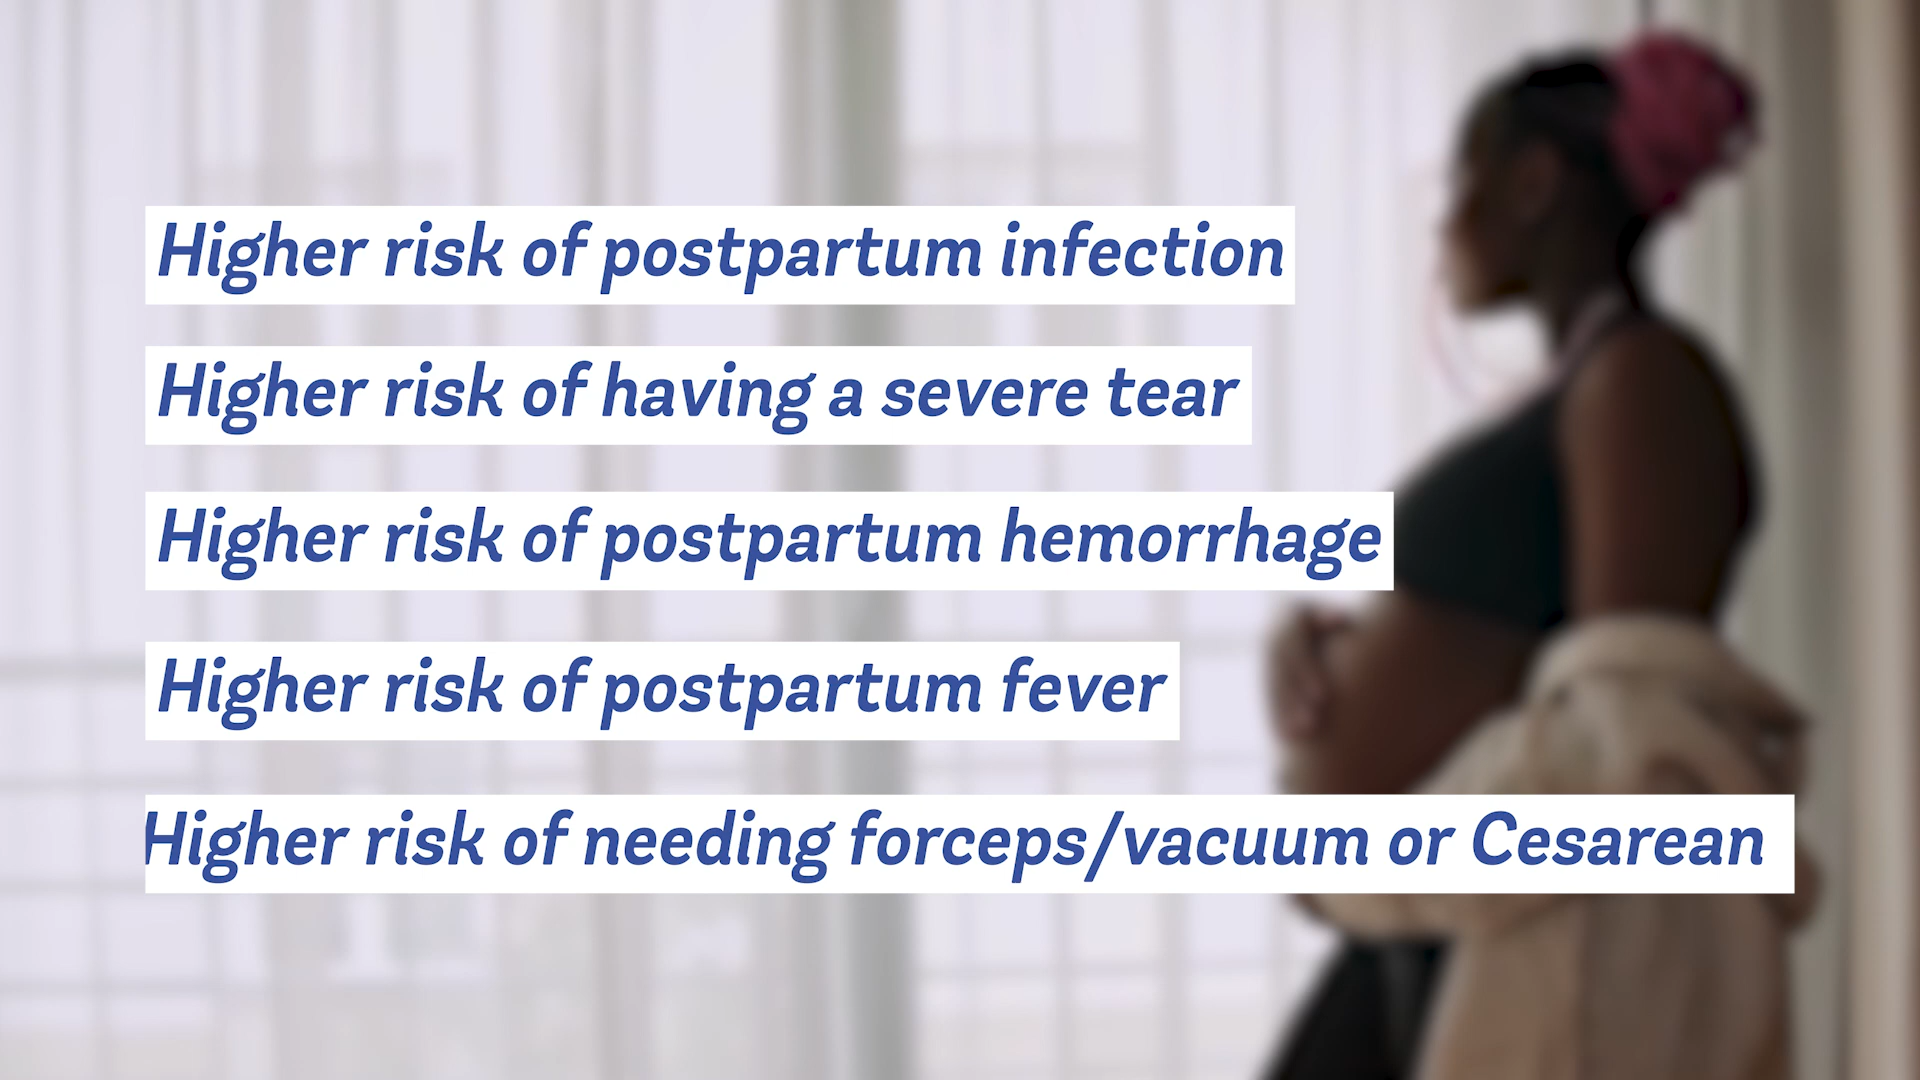 Higher risk of postpartum infection
Higher risk of having a severe tear
Higher risk of postpartum hemorrhage
Higher risk of postpartum fever
Higher risk of needing forceps/vacuum or Cesarean